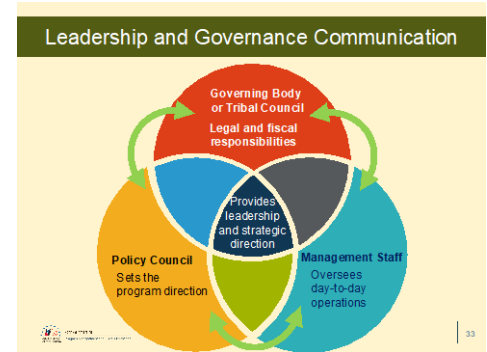 Leadership and Governance Communication
Governing Body
or Tribal Council
Legal and fiscal
responsibilities
Provides
leadership
and strategic
direction
Policy Council
Sets the
program direction
Management Staff
Oversees
day-to-day
operations
33